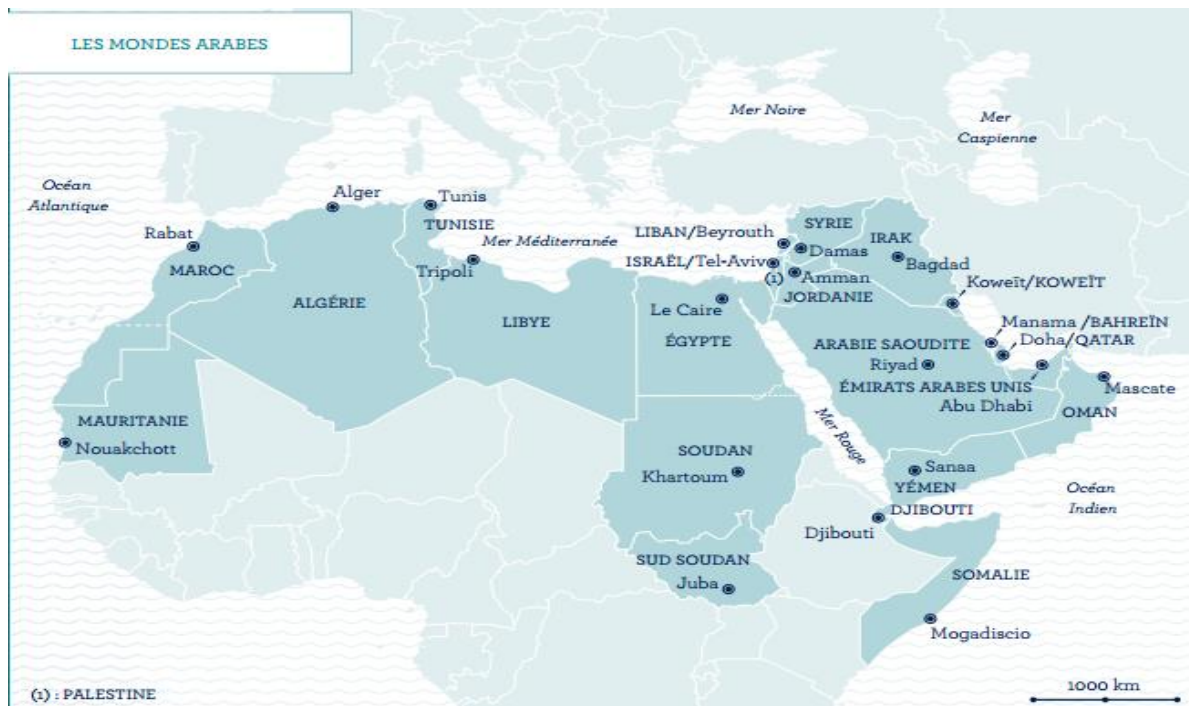 LES MONDES ARABES
Mer Noire
Mer
Caspienne
Océan
Atlantique
Alger
Tunis
TUNISIE
Rabat
MAROC
Mer Méditerranée
Tripoli
LIBAN/Beyrouth
SYRIE
Damas
IRAK
Bagdad
ISRAËL/Tel-Aviv
(1)
Amman
JORDANIE
Koweït/KOWEÏT
ALGÉRIE
LIBYE
Le Caire
ÉGYPTE
Manama /BAHREÏN
Doha/QATAR
ARABIE SAOUDITE
Riyad
ÉMIRATS ARABES UNIS
Abu Dhabi
Mascate
OMAN
MAURITANIE
Nouakchott
Mer Rouge
SOUDAN
Khartoum
Sanaa
YÉMEN
Océan
Indien
DJIBOUTI
Djibouti
SUD SOUDAN
Juba
SOMALIE
Mogadiscio
(1) : PALESTINE
1000 km